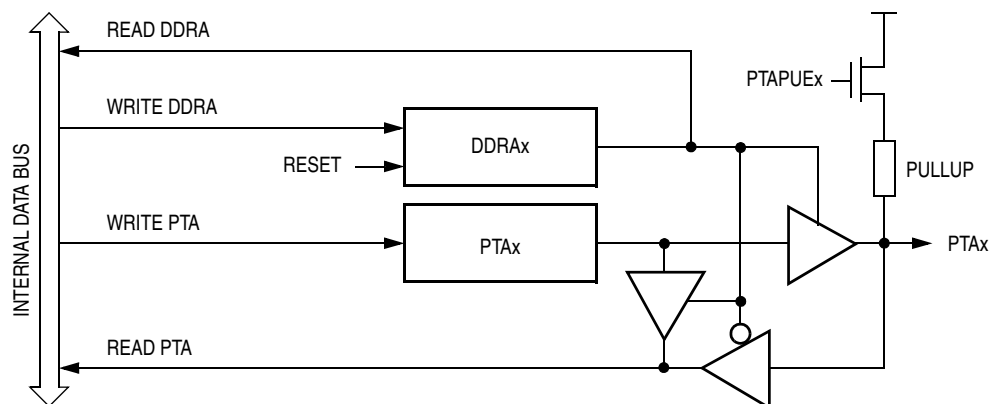 READ DDRA
PTAPUEx
WRITE DDRA
DDRAx
RESET
PULLUP
INTERNAL DATA BUS
WRITE PTA
PTAx
PTAx
READ PTA